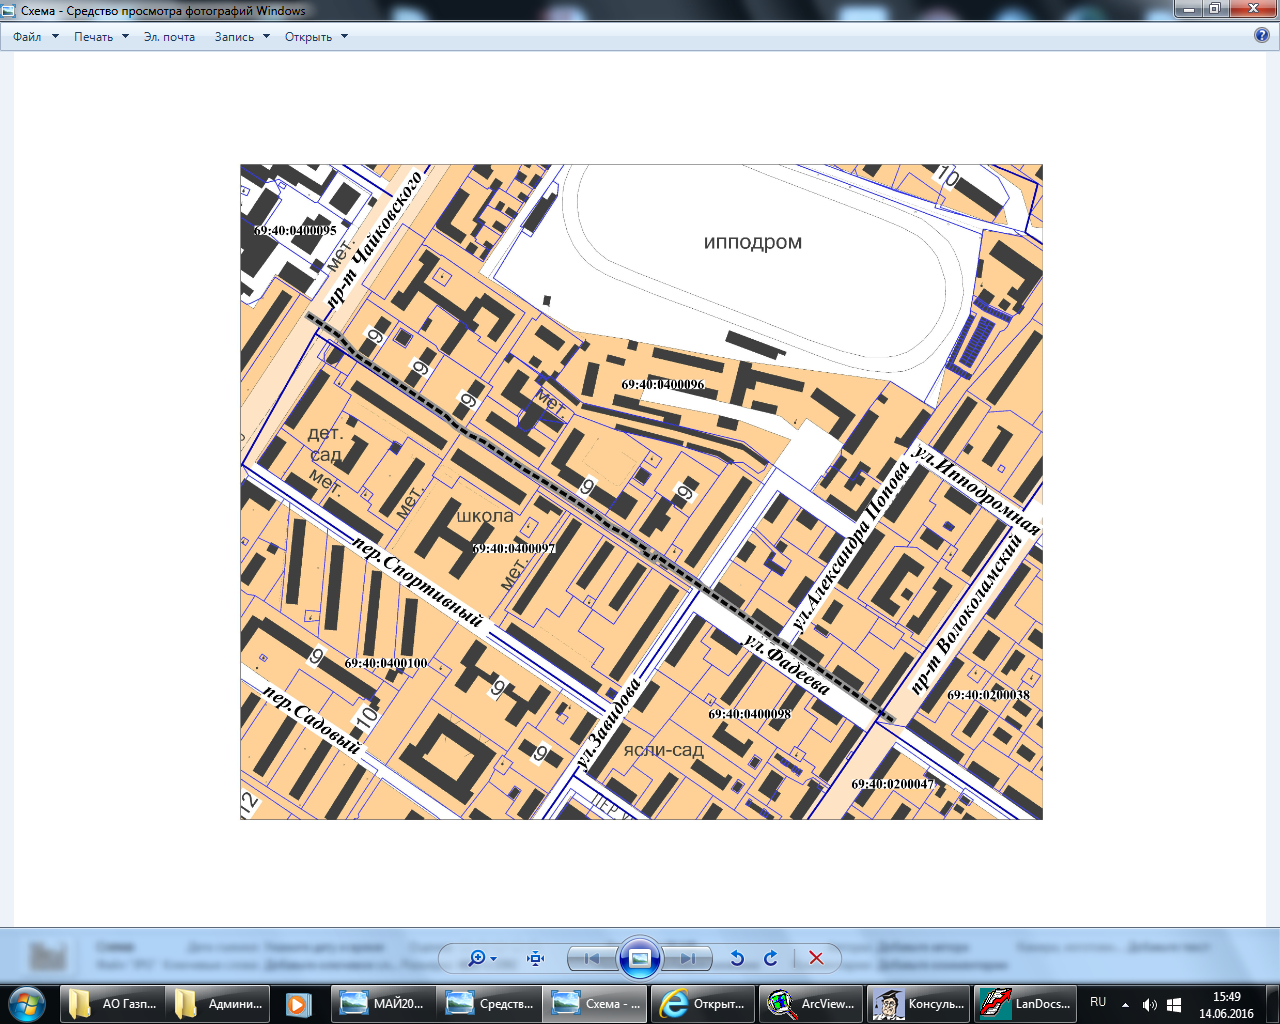 Схема - Средство просмотра фотографий Windows
Файл Печать Эл. почта Запись Открыть
10
69:40:0400095
мет.
пр-т Чайковского
ипподром
9
9
9
69:40:0400096
мет.
дет.
сад
мет.
мет.
школа
9
9
69:40:0400097
мет.
ул.Ипподромная
ул.Александра Попова
пр-т Волоколамский
пер.Спортивный
ул.Фадеева
9
69:40:0400100
9
9
10
пер.Садовый
12
ул.Завидова
69:40:0400098
69:40:0200038
ясли-сад
69:40:0200047
АО Газп... Админи... МАЙ20... Средств... Схема - ... Открыт... ArcView... Консуль... LanDocs... RU 15:49
14.06.2016